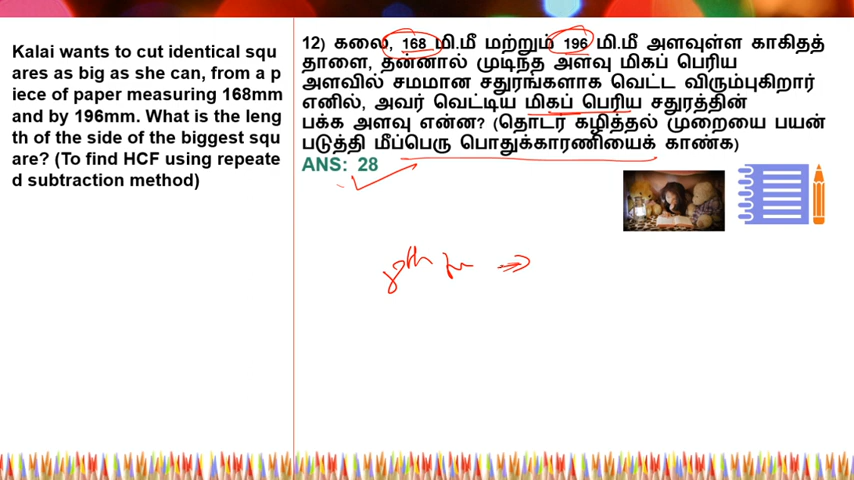 Kalai wants to cut identical squ
ares as big as she can, from a p
iece of paper measuring 168mm
and by 196mm. What is the leng
th of the side of the biggest squ
are? (To find HCF using repeate
d subtraction method)
12) கலை, 168 மி.மீ மற்றும் 196 மி.மீ அளவுள்ள காகிதத்
தாளை, தன்னால் முடிந்த அளவு மிகப் பெரிய
அளவில் சமமான சதுரங்களாக வெட்ட விரும்புகிறார்
எனில், அவர் வெட்டிய மிகப் பெரிய சதுரத்தின்
பக்க அளவு என்ன? (தொடர் கழித்தல் முறையை பயன்
படுத்தி மீப்பெரு பொதுக்காரணியைக் காண்க)
ANS: 28
8th